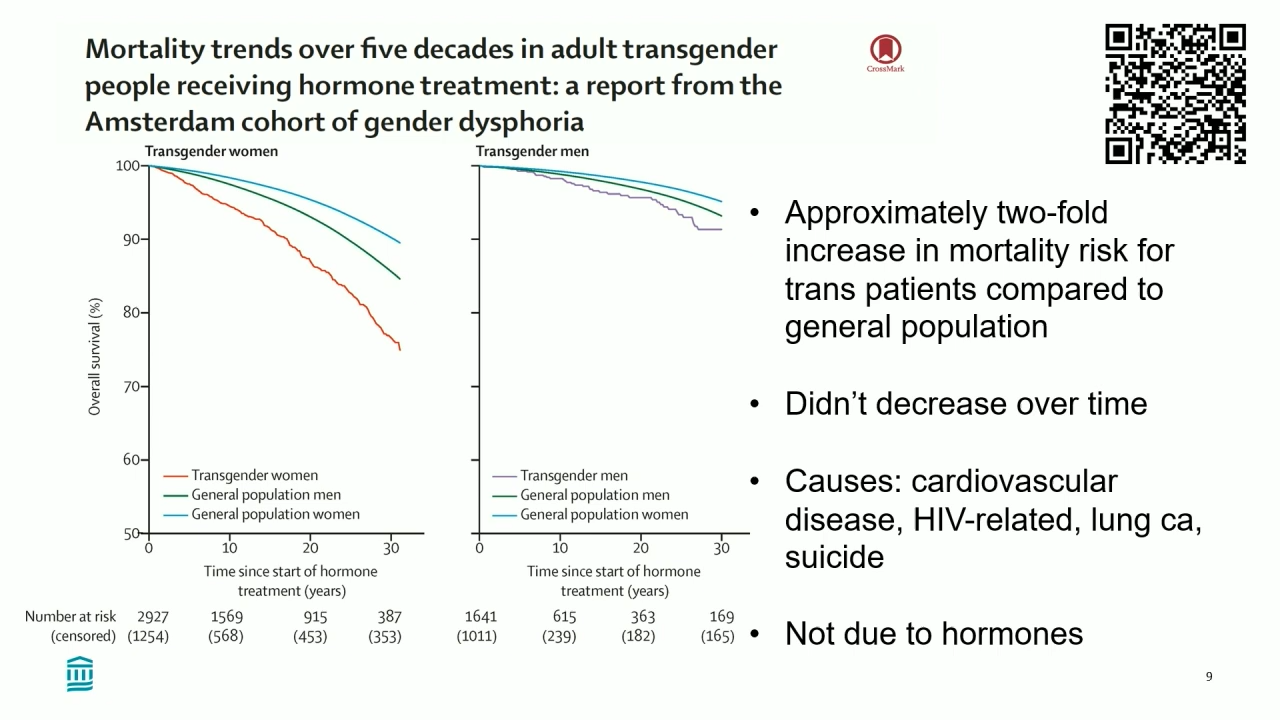 Mortality trends over five decades in adult transgender
people receiving hormone treatment: a report from the
Amsterdam cohort of gender dysphoria
CrossMark
Transgender women
100
90
80
70
60
50
Overall survival (%)
Transgender women
General population men
General population women
0 10 20 30
Time since start of hormone
treatment (years)
Transgender men
Transgender men
General population men
General population women
0 10 20 30
Time since start of hormone
treatment (years)
Number at risk 2927 1569 915 387 1641 615 363 169
(censored) (1254) (568) (453) (353) (1011) (239) (182) (165)
• Approximately two-fold
increase in mortality risk for
trans patients compared to
general population
• Didn’t decrease over time
• Causes: cardiovascular
disease, HIV-related, lung ca,
suicide
• Not due to hormones
9